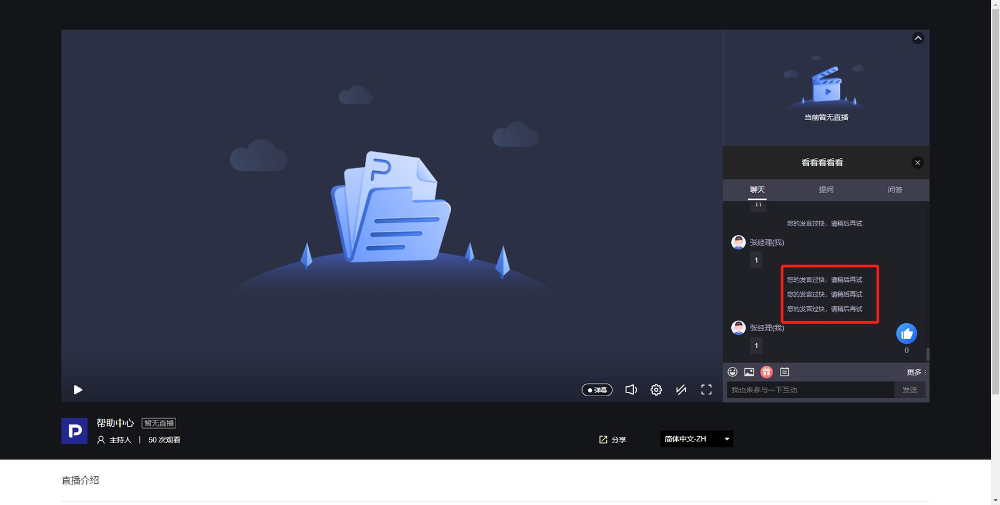 当前暂无直播
看看看看看
聊天
提问
问答
11
您的发言过快，请稍后再试
张经理(我)
1
您的发言过快，请稍后再试
您的发言过快，请稍后再试
您的发言过快，请稍后再试
张经理(我)
1
0
更多
我也来参与一下互动
发送
弹幕
帮助中心
暂无直播
主持人
50 次观看
分享
简体中文-ZH
直播介绍